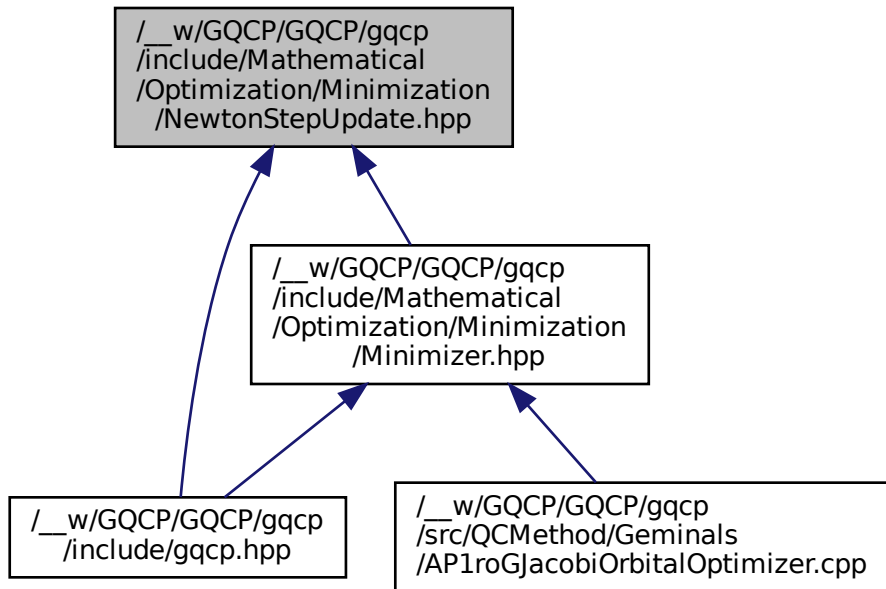 /__w/GQCP/GQCP/gqcp
/include/Mathematical
/Optimization/Minimization
/NewtonStepUpdate.hpp
/__w/GQCP/GQCP/gqcp
/include/Mathematical
/Optimization/Minimization
/Minimizer.hpp
/__w/GQCP/GQCP/gqcp
/include/gqcp.hpp
/__w/GQCP/GQCP/gqcp
/src/QCMethod/Geminals
/AP1roGJacobiOrbitalOptimizer.cpp